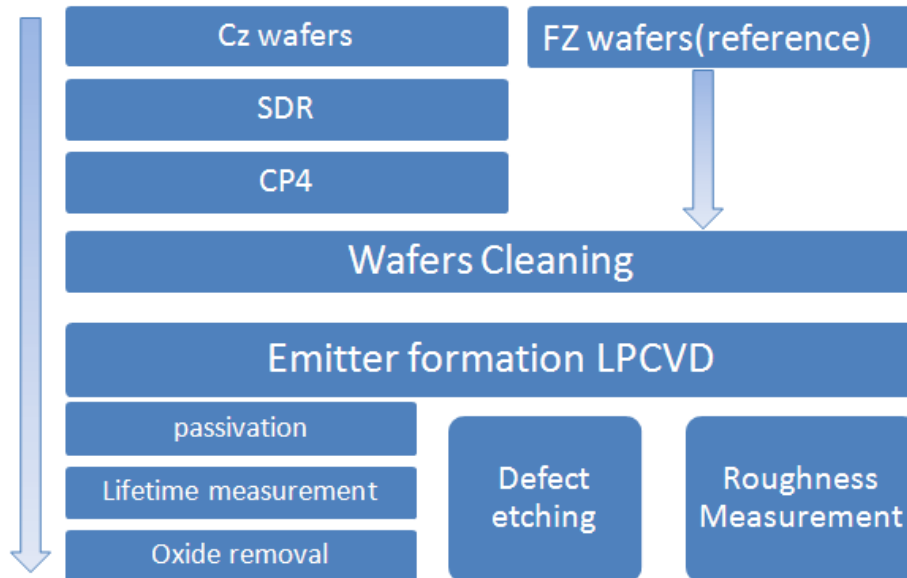 Cz wafers
FZ wafers(reference)
SDR
CP4
Wafers Cleaning
Emitter formation LPCVD
passivation
Lifetime measurement
Oxide removal
Defect
etching
Roughness
Measurement